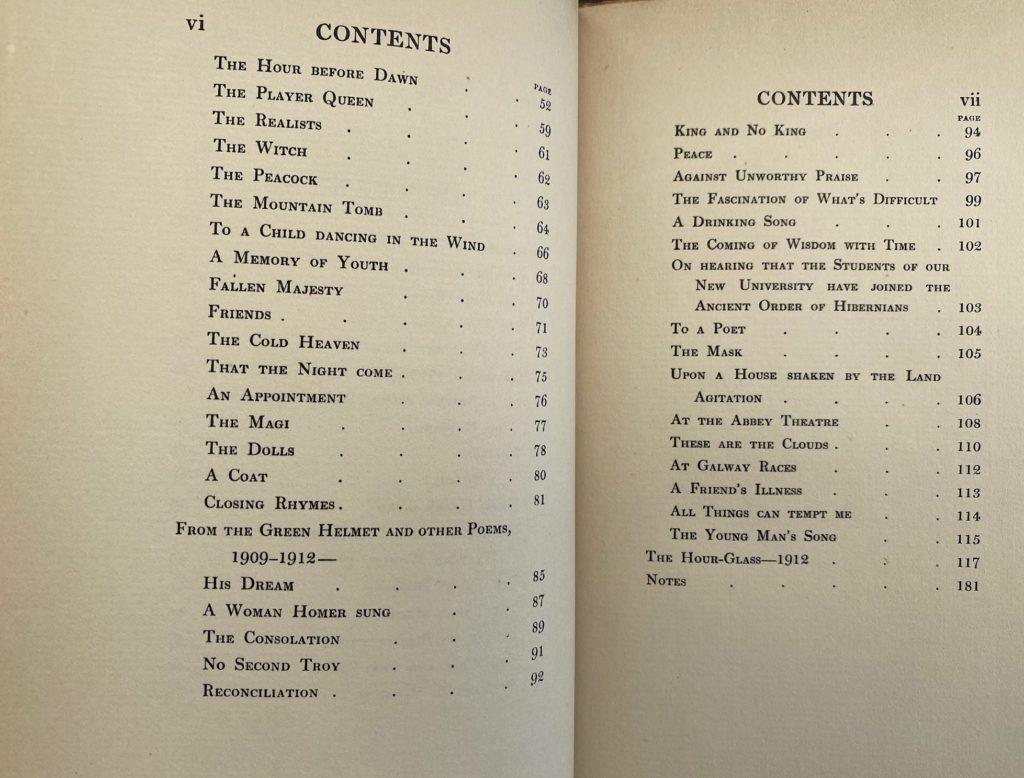 vi CONTENTS
PAGE
The Hour before Dawn . . 52
The Player Queen . . . 59
The Realists . . . . 61
The Witch . . . . 62
The Peacock . . . . 63
The Mountain Tomb . . . 64
To a Child dancing in the Wind . 66
A Memory of Youth . . . 68
Fallen Majesty . . . 70
Friends . . . . . 71
The Cold Heaven . . . 73
That the Night come . . . 75
An Appointment . . . 76
The Magi . . . . 77
The Dolls . . . . 78
A Coat . . . . 80
Closing Rhymes . . . . 81
From the Green Helmet and other Poems,
1909–1912—
His Dream . . . . 85
A Woman Homer sung . . 87
The Consolation . . . 89
No Second Troy . . . 91
Reconciliation . . . . 92
CONTENTS vii
PAGE
King and No King . . . 94
Peace . . . . . 96
Against Unworthy Praise . . 97
The Fascination of What's Difficult 99
A Drinking Song . . . 101
The Coming of Wisdom with Time . 102
On hearing that the Students of our
New University have joined the
Ancient Order of Hibernians . 103
To a Poet . . . . 104
The Mask . . . . 105
Upon a House shaken by the Land
Agitation . . . . 106
At the Abbey Theatre . . 108
These are the Clouds . . . 110
At Galway Races . . . 112
A Friend's Illness . . . 113
All Things can tempt me . . 114
The Young Man's Song . . 115
The Hour-Glass—1912 . . . 117
Notes . . . . . 181